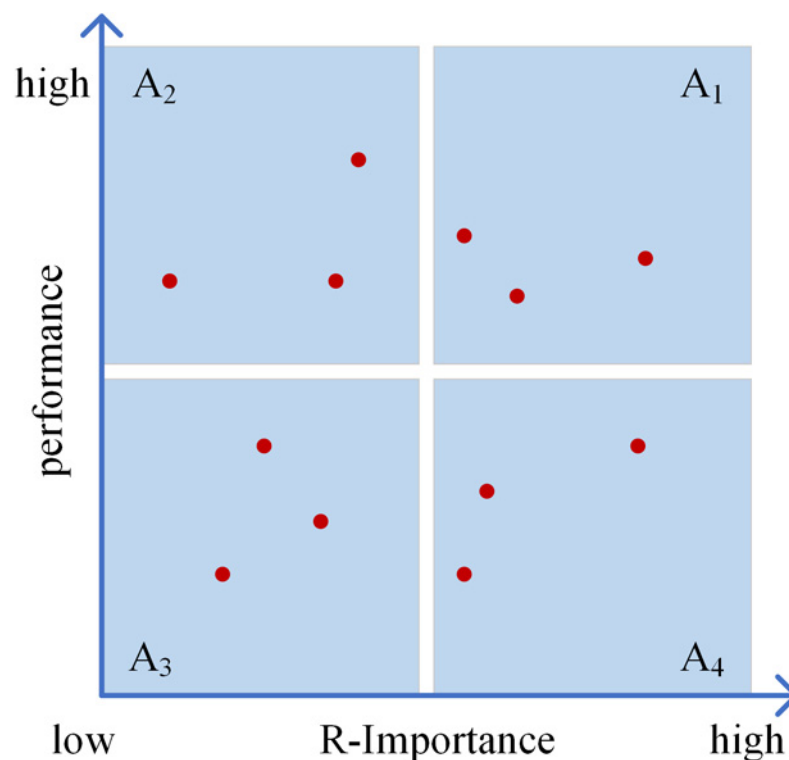 high
A₂
A₁
performance
A₃
A₄
low
R-Importance
high